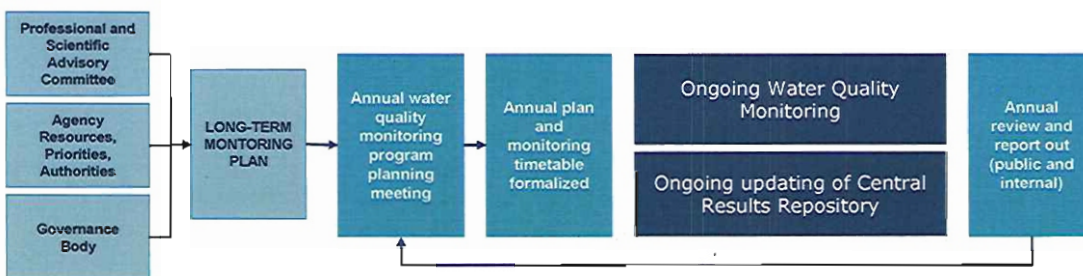 Professional and
Scientific
Advisory
Committee
Agency
Resources,
Priorities,
Authorities
Governance
Body
LONG-TERM
MONTORING
PLAN
Annual water
quality
monitoring
program
planning
meeting
Annual plan
and
monitoring
timetable
formalized
Ongoing Water Quality
Monitoring
Ongoing updating of Central
Results Repository
Annual
review and
report out
(public and
internal)